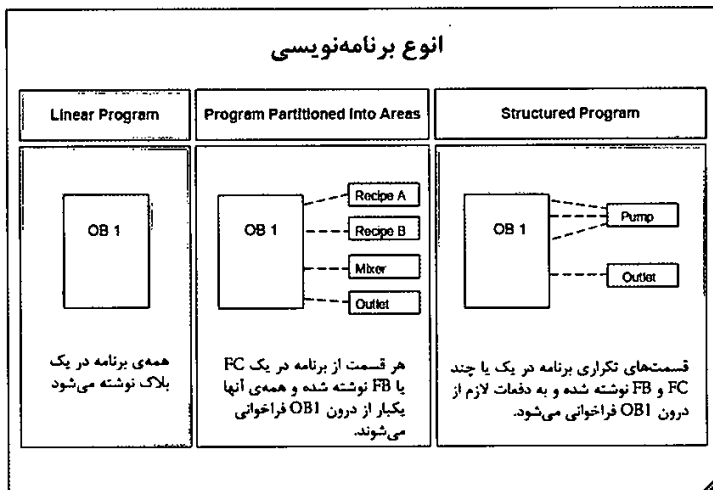 انوع برنامه‌نویسی
Linear Program
Program Partitioned Into Areas
Structured Program
OB 1
OB 1
Recipe A
Recipe B
Mixer
Outlet
OB 1
Pump
Outlet
همه‌ی برنامه در یک
بلاک نوشته می‌شود
هر قسمت از برنامه در یک FC
یا FB نوشته شده و همه‌ی آنها
یکبار از درون OB1 فراخوانی
می‌شوند.
قسمت‌های تکراری برنامه در یک یا چند
FC و FB نوشته شده و به دفعات لازم از
درون OB1 فراخوانی می‌شود.